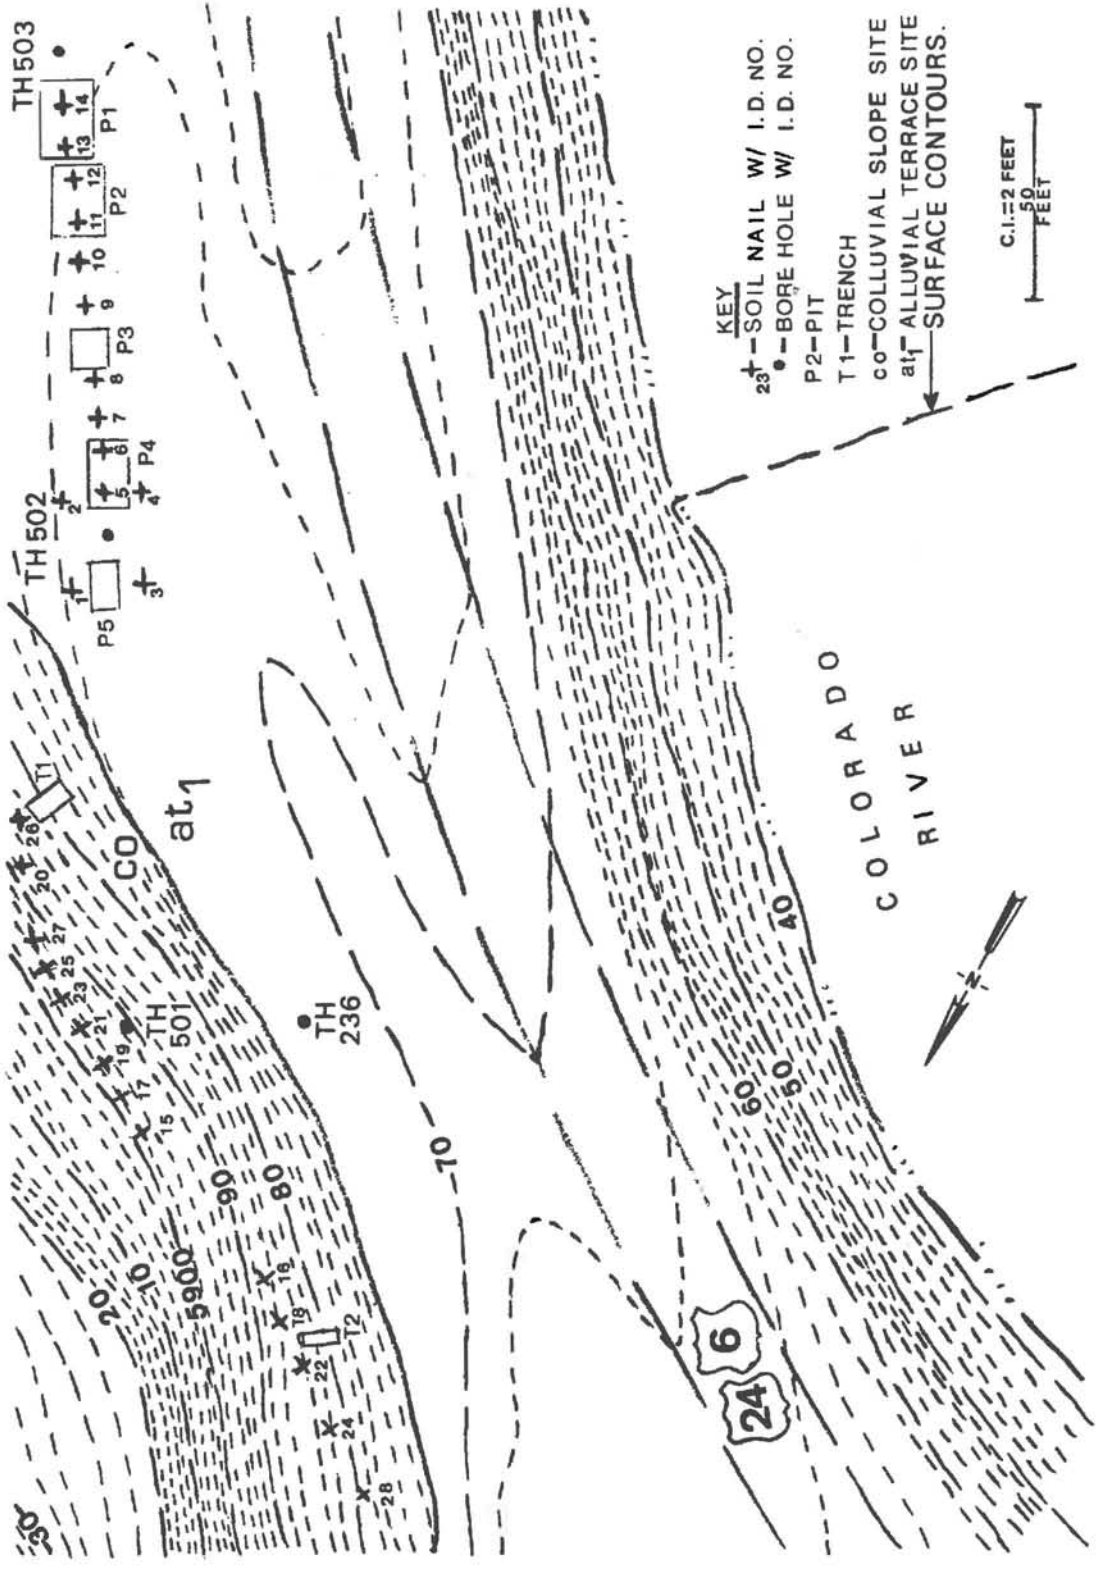 TH503
13
14
P1
11
12
P2
10
9
P3
8
7
6
5
P4
4
2
TH502
1
3
P5
T1
26
20
27
25
23
21
19
17
15
TH
501
co
at1
TH
236
30
20
10
5900
90
80
70
16
18
T2
22
24
28
60
50
40
6
24
COLORADO
RIVER
N
KEY
23 – SOIL NAIL W/ I.D. NO.
• – BORE HOLE W/ I.D. NO.
P2 – PIT
T1 – TRENCH
co – COLLUVIAL SLOPE SITE
at1 – ALLUVIAL TERRACE SITE
SURFACE CONTOURS.
C.I.=2 FEET
50
FEET